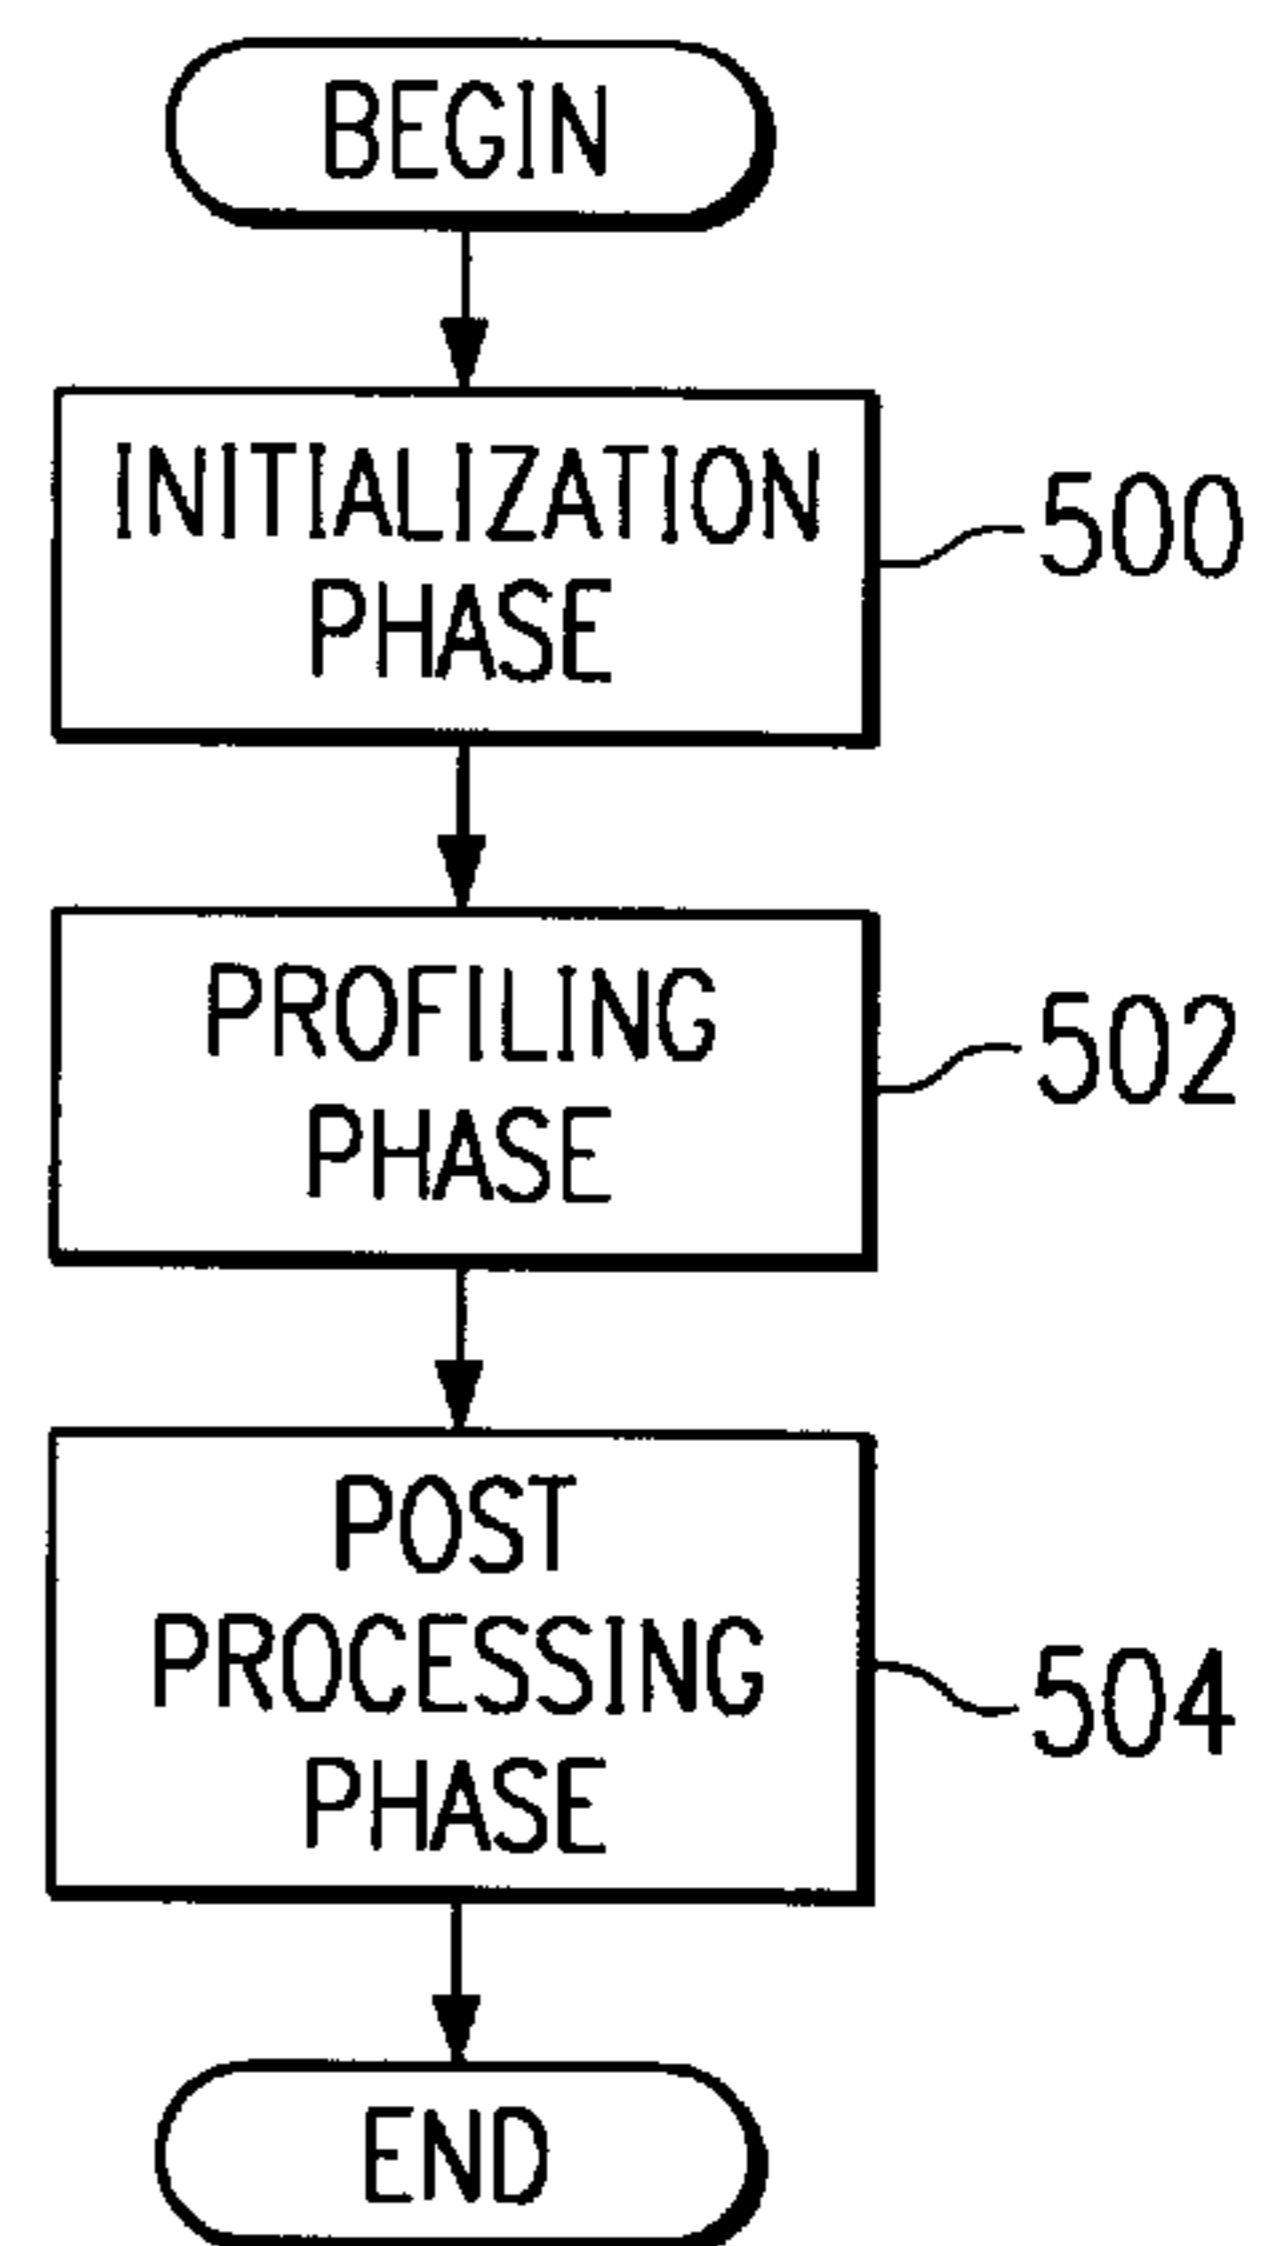 BEGIN
INITIALIZATION
PHASE
500
PROFILING
PHASE
502
POST
PROCESSING
PHASE
504
END